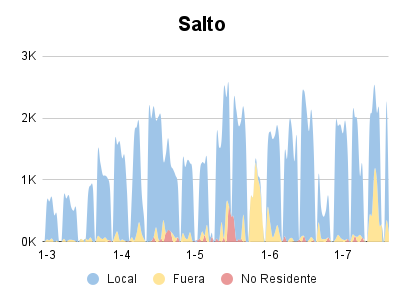 Salto
3K
2K
1K
0K
1-3
1-4
1-5
1-6
1-7
Local
Fuera
No Residente